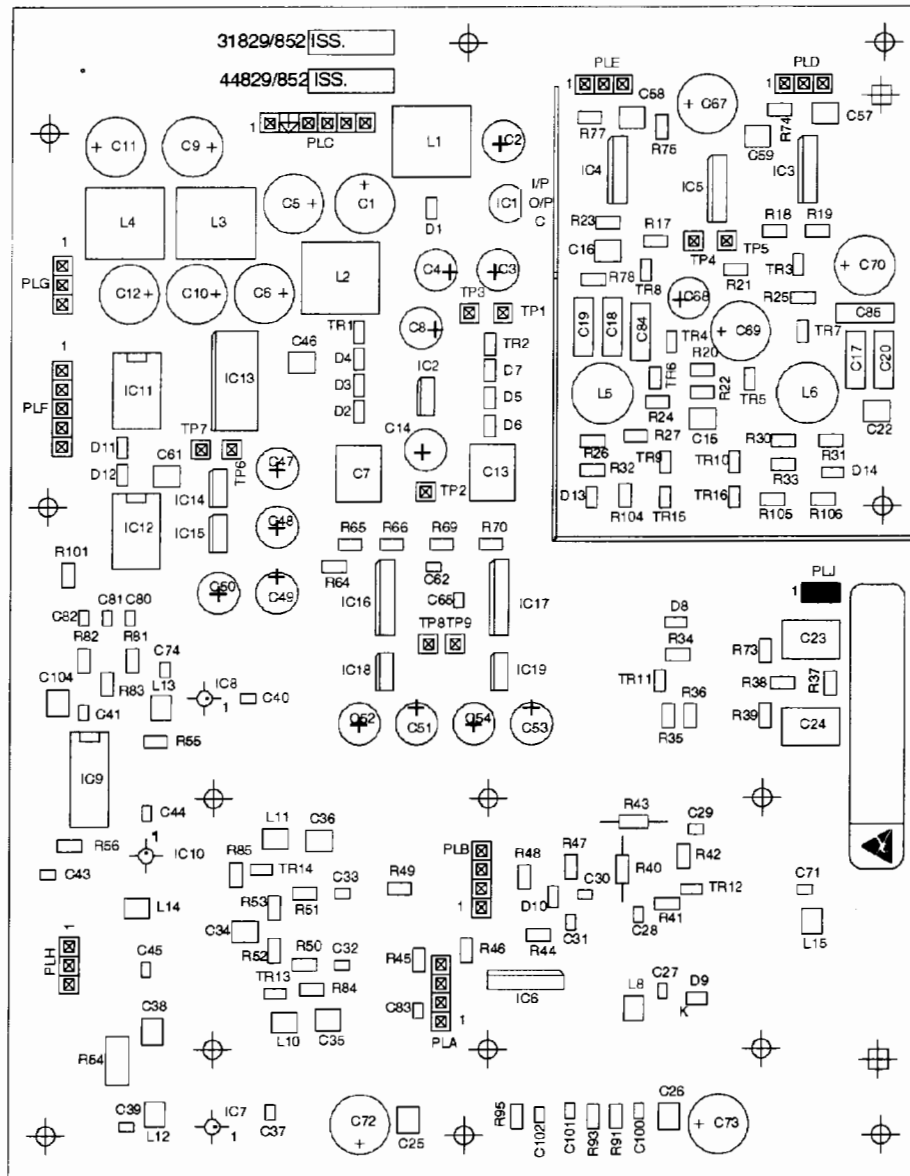 31829/852 ISS.
44829/852 ISS.
PLE
1
PLD
1
C58
C67
C57
R77
R75
R74
C59
1
PLC
L1
C2
C11
C9
IC4
IC5
IC3
I/P
O/P
C
IC1
L4
L3
C5
C1
D1
R23
R17
R18
R19
C16
TP4
TP5
L2
R78
TR8
R21
TR3
C70
1
PLG
C12
C10
C6
C4
C3
TP3
TP1
C68
R25
C85
C19
C18
C84
TR4
C69
TR7
C17
C20
TR1
C8
TR2
C46
R20
1
PLF
IC11
IC13
D4
D3
D2
IC2
D7
D5
D6
L5
TR6
R22
TR5
L6
R24
C15
C22
TP7
TP6
C14
D11
D12
C61
C47
C7
C13
R26
R27
R30
R31
R32
TR9
TR10
R33
D14
IC14
TP2
D13
R104
TR15
TR16
R105
R106
IC12
IC15
C48
R65
R66
R69
R70
R101
C50
C49
R64
C62
IC16
C65
IC17
PLJ
1
C82
C81
C80
R82
R81
TP8
TP9
D8
R34
R73
C23
C74
C104
R83
L13
IC8
1
C40
IC18
IC19
TR11
R38
R37
C41
R36
C52
C51
C54
C53
R35
R39
C24
R55
IC9
C44
L11
C36
R43
C29
R56
1
IC10
R85
TR14
PLB
R48
R47
R40
R42
C43
C33
R49
C30
TR12
C71
R53
R51
1
D10
R41
L14
C34
C31
C28
L15
1
PLH
R52
R50
C32
R45
R46
R44
C45
TR13
R84
IC6
L8
C27
D9
K
C38
C83
L10
C35
1
PLA
R54
C26
C39
L12
IC7
1
C37
C72
C25
R95
C102
C101
R93
R91
C100
C73